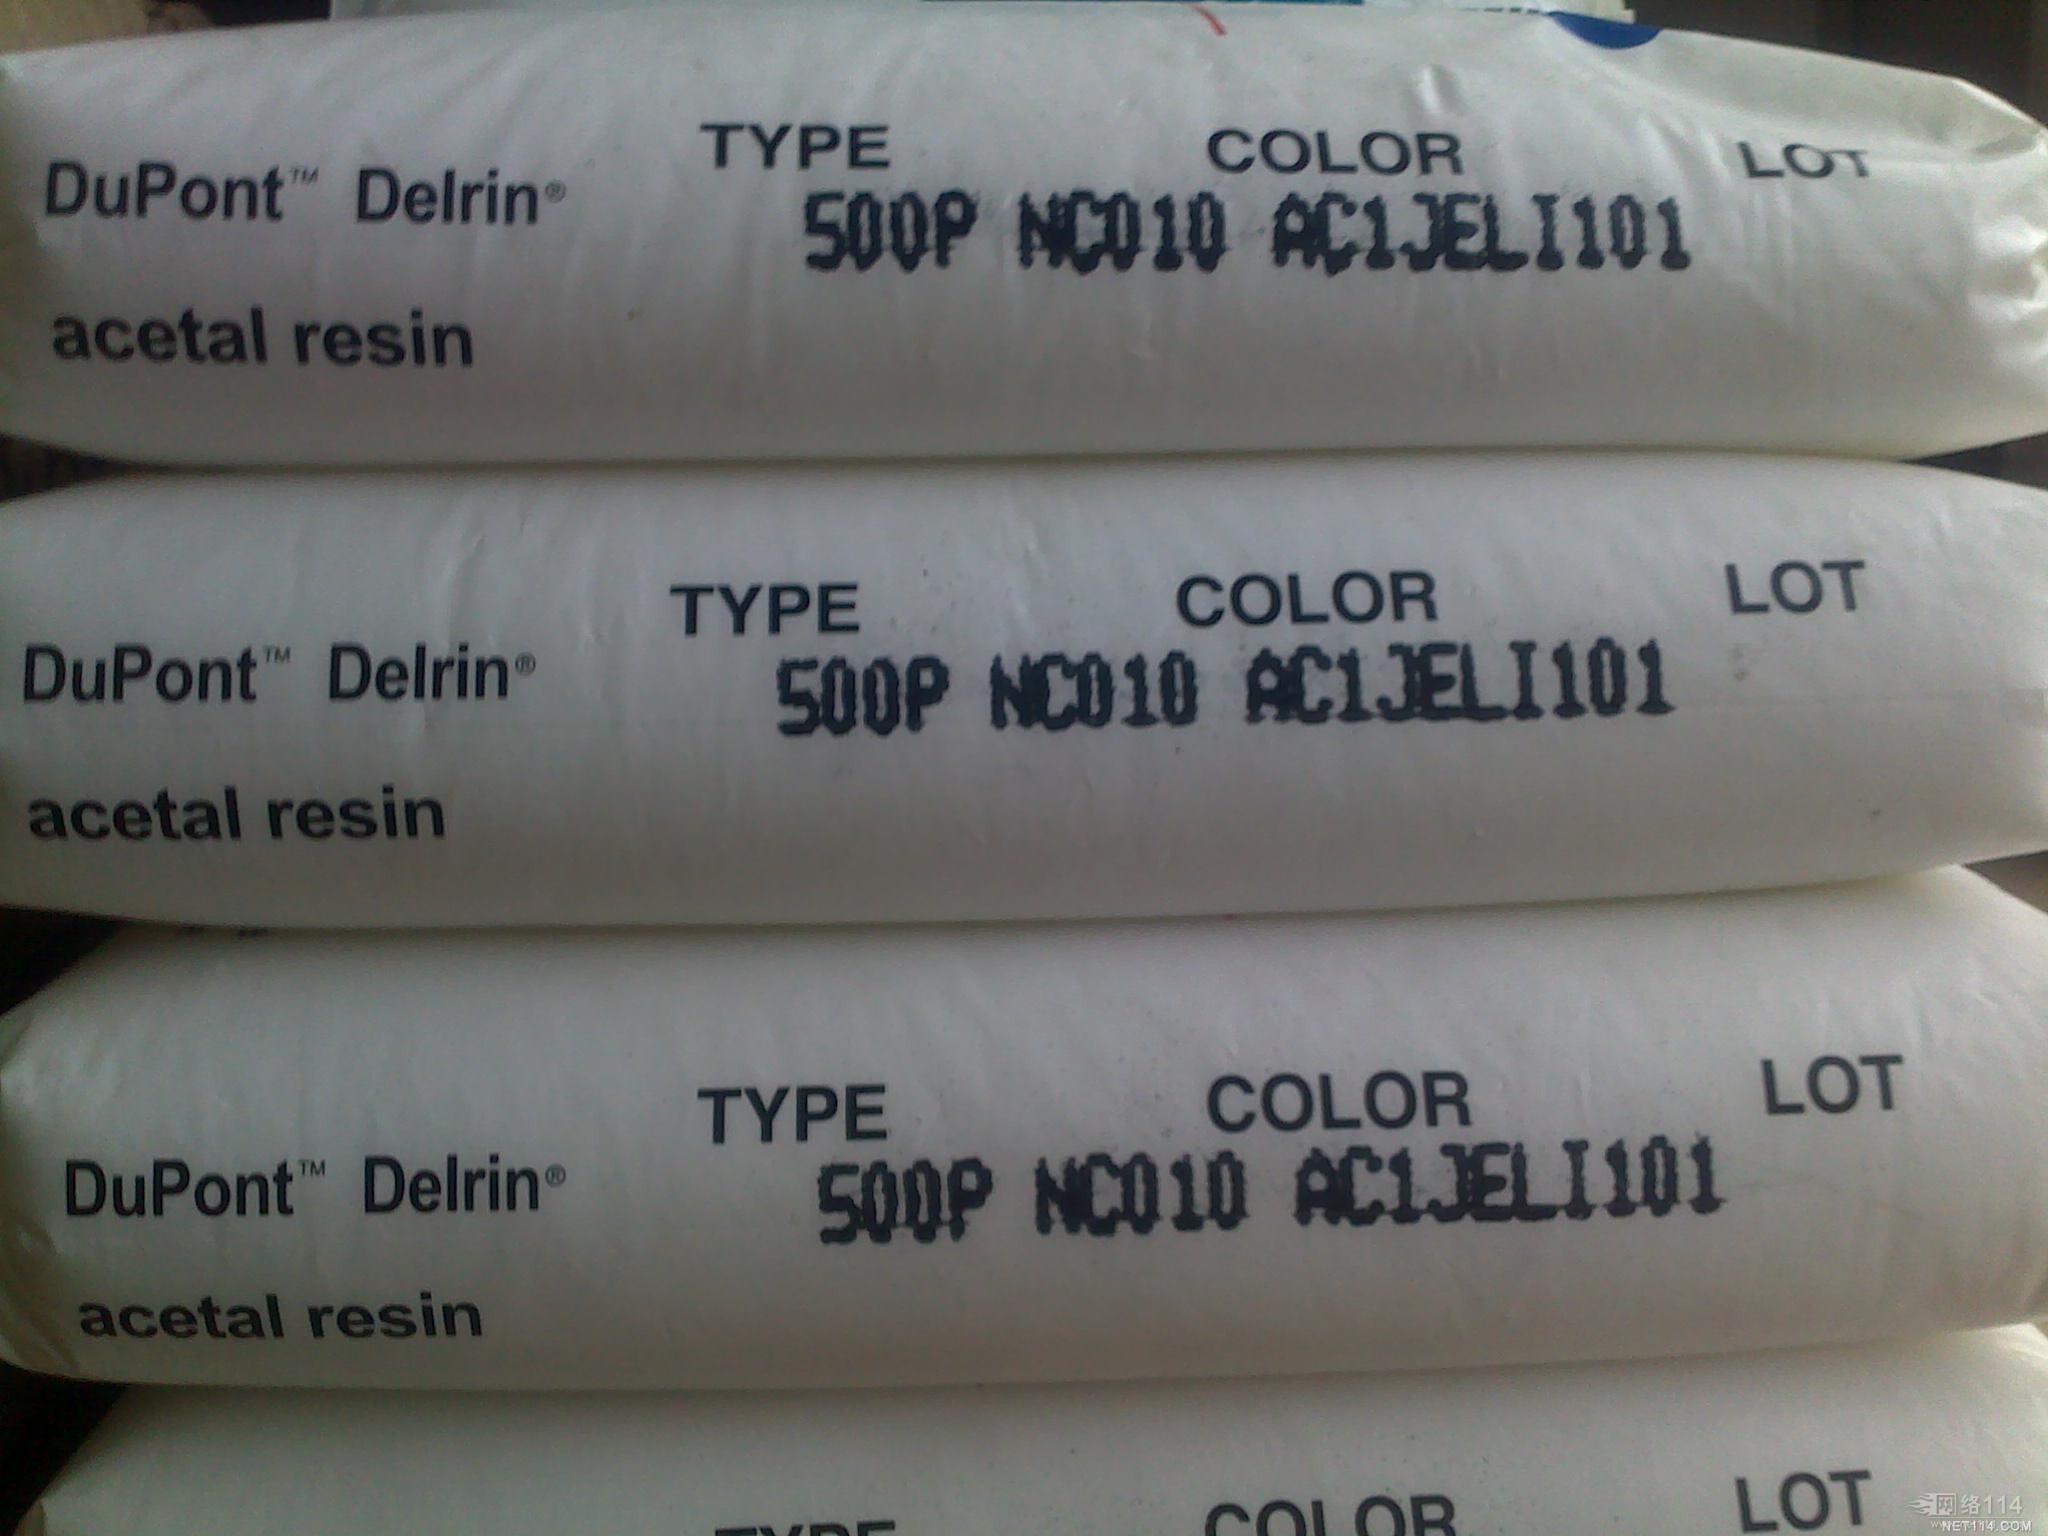 TYPE COLOR LOT
DuPont™ Delrin® 500P NC010 AC1JELI101
acetal resin
TYPE COLOR LOT
DuPont™ Delrin® 500P NC010 AC1JELI101
acetal resin
TYPE COLOR LOT
DuPont™ Delrin® 500P NC010 AC1JELI101
acetal resin
TYPE COLOR LOT
网络114
NET114.COM